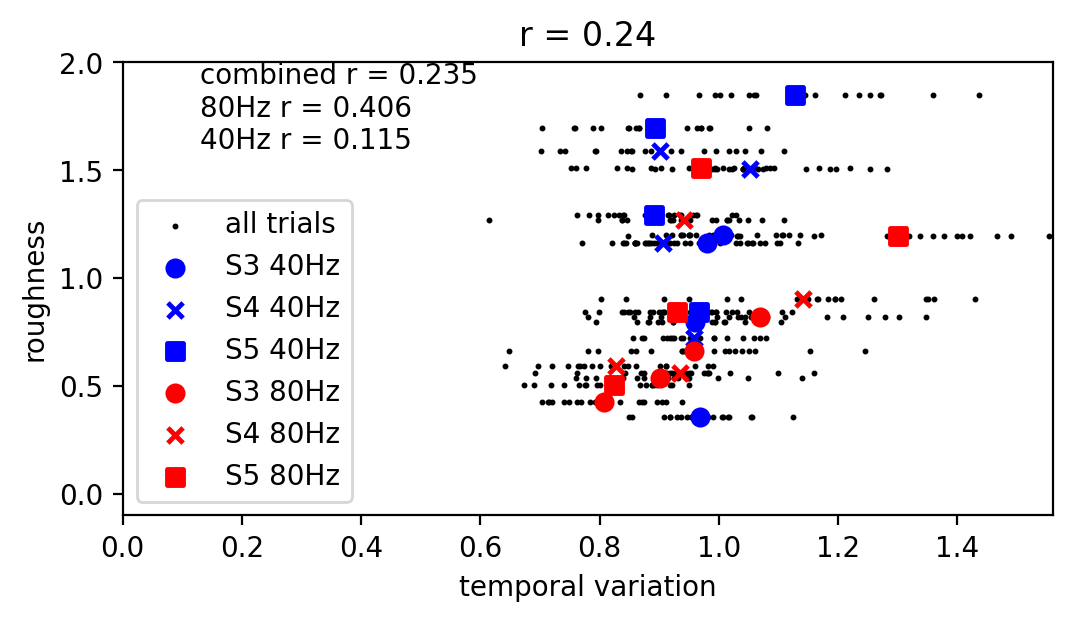 r = 0.24
combined r = 0.235
80Hz r = 0.406
40Hz r = 0.115
all trials
S3 40Hz
S4 40Hz
S5 40Hz
S3 80Hz
S4 80Hz
S5 80Hz
roughness
2.0
1.5
1.0
0.5
0.0
0.0 0.2 0.4 0.6 0.8 1.0 1.2 1.4
temporal variation